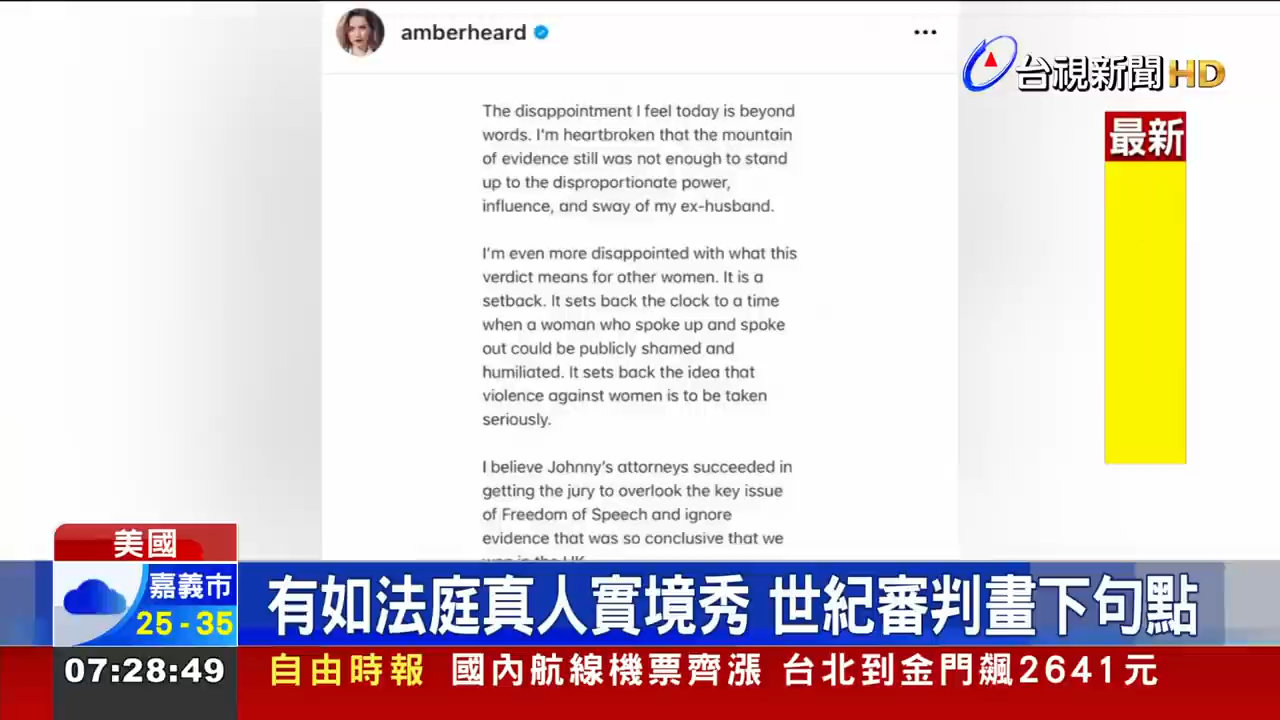 amberheard
台視新聞HD
最新
The disappointment I feel today is beyond
words. I'm heartbroken that the mountain
of evidence still was not enough to stand
up to the disproportionate power,
influence, and sway of my ex-husband.
I'm even more disappointed with what this
verdict means for other women. It is a
setback. It sets back the clock to a time
when a woman who spoke up and spoke
out could be publicly shamed and
humiliated. It sets back the idea that
violence against women is to be taken
seriously.
I believe Johnny's attorneys succeeded in
getting the jury to overlook the key issue
of Freedom of Speech and ignore
evidence that was so conclusive that we
美國
嘉義市
25-35
有如法庭真人實境秀 世紀審判畫下句點
07:28:49
自由時報 國內航線機票齊漲 台北到金門飆2641元